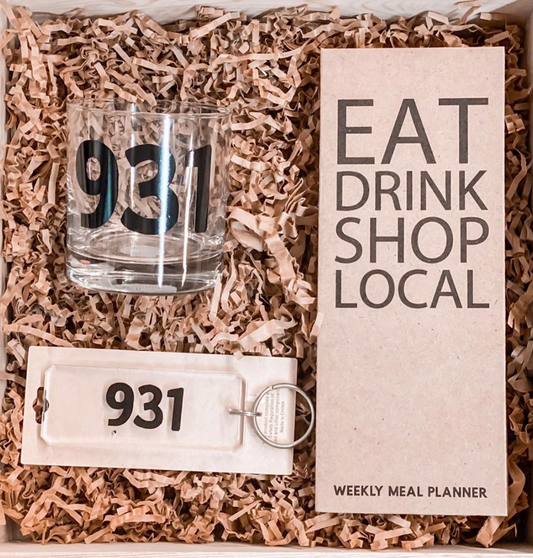 931
EAT
DRINK
SHOP
LOCAL
931
WEEKLY MEAL PLANNER